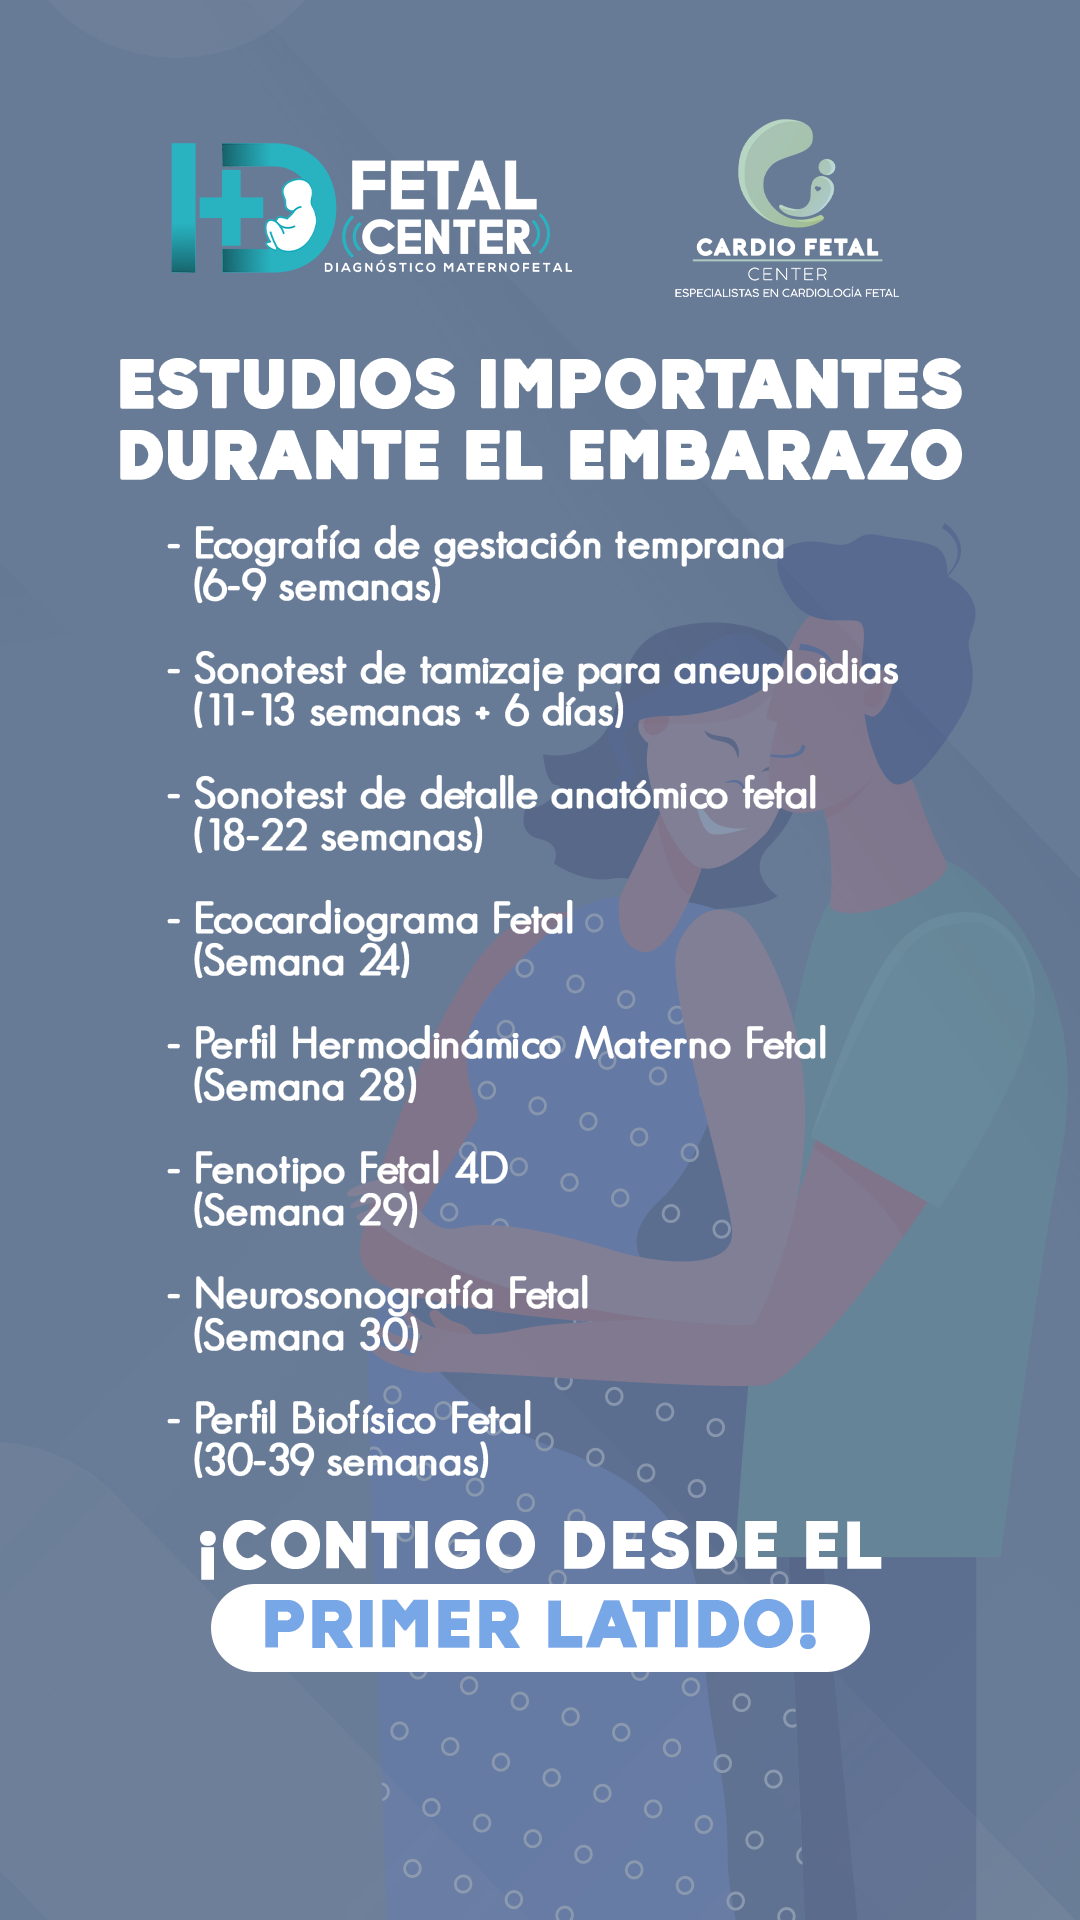 HD FETAL
CENTER
DIAGNÓSTICO MATERNOFETAL
CARDIO FETAL
CENTER
ESPECIALISTAS EN CARDIOLOGÍA FETAL
ESTUDIOS IMPORTANTES
DURANTE EL EMBARAZO
- Ecografía de gestación temprana
(6-9 semanas)
- Sonotest de tamizaje para aneuploidias
(11-13 semanas + 6 días)
- Sonotest de detalle anatómico fetal
(18-22 semanas)
- Ecocardiograma Fetal
(Semana 24)
- Perfil Hermodinámico Materno Fetal
(Semana 28)
- Fenotipo Fetal 4D
(Semana 29)
- Neurosonografía Fetal
(Semana 30)
- Perfil Biofísico Fetal
(30-39 semanas)
¡CONTIGO DESDE EL
PRIMER LATIDO!